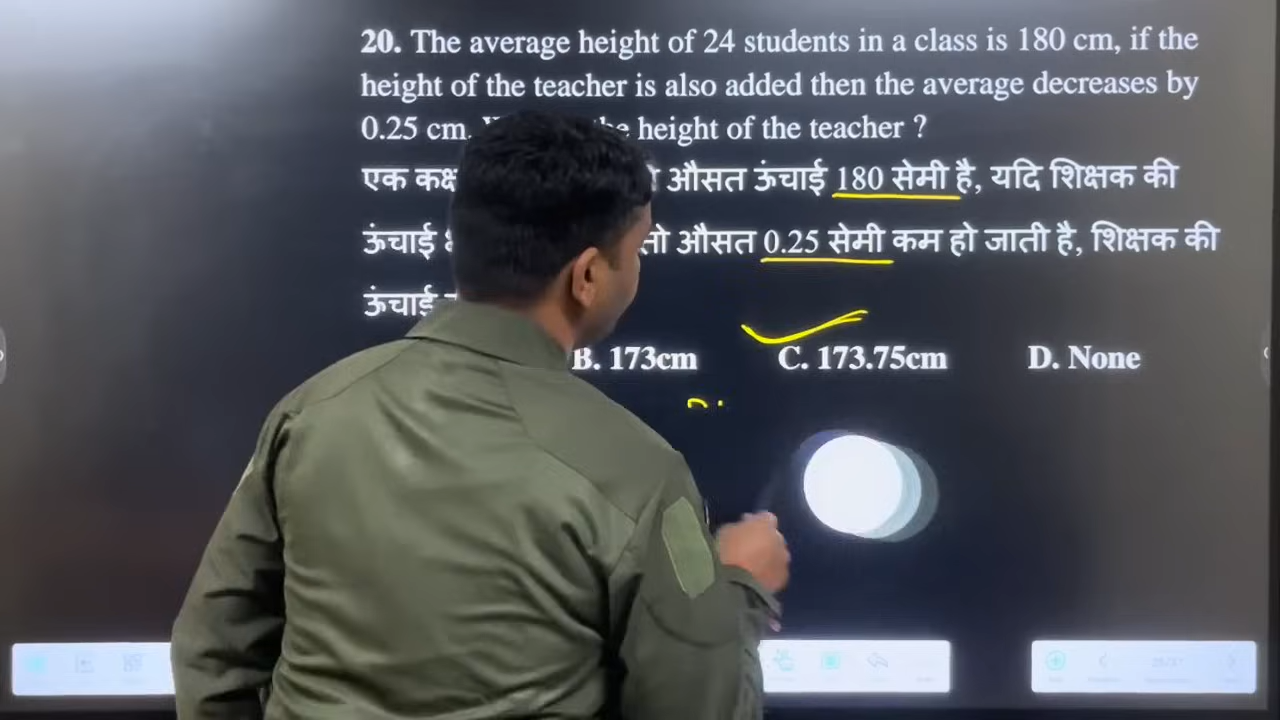 20. The average height of 24 students in a class is 180 cm, if the
height of the teacher is also added then the average decreases by
0.25 cm. the height of the teacher ?
एक औसत ऊंचाई 180 सेमी है, यदि शिक्षक की
ऊंचाई तो औसत 0.25 सेमी कम हो जाती है, शिक्षक की
ऊंचाई
B. 173cm C. 173.75cm D. None